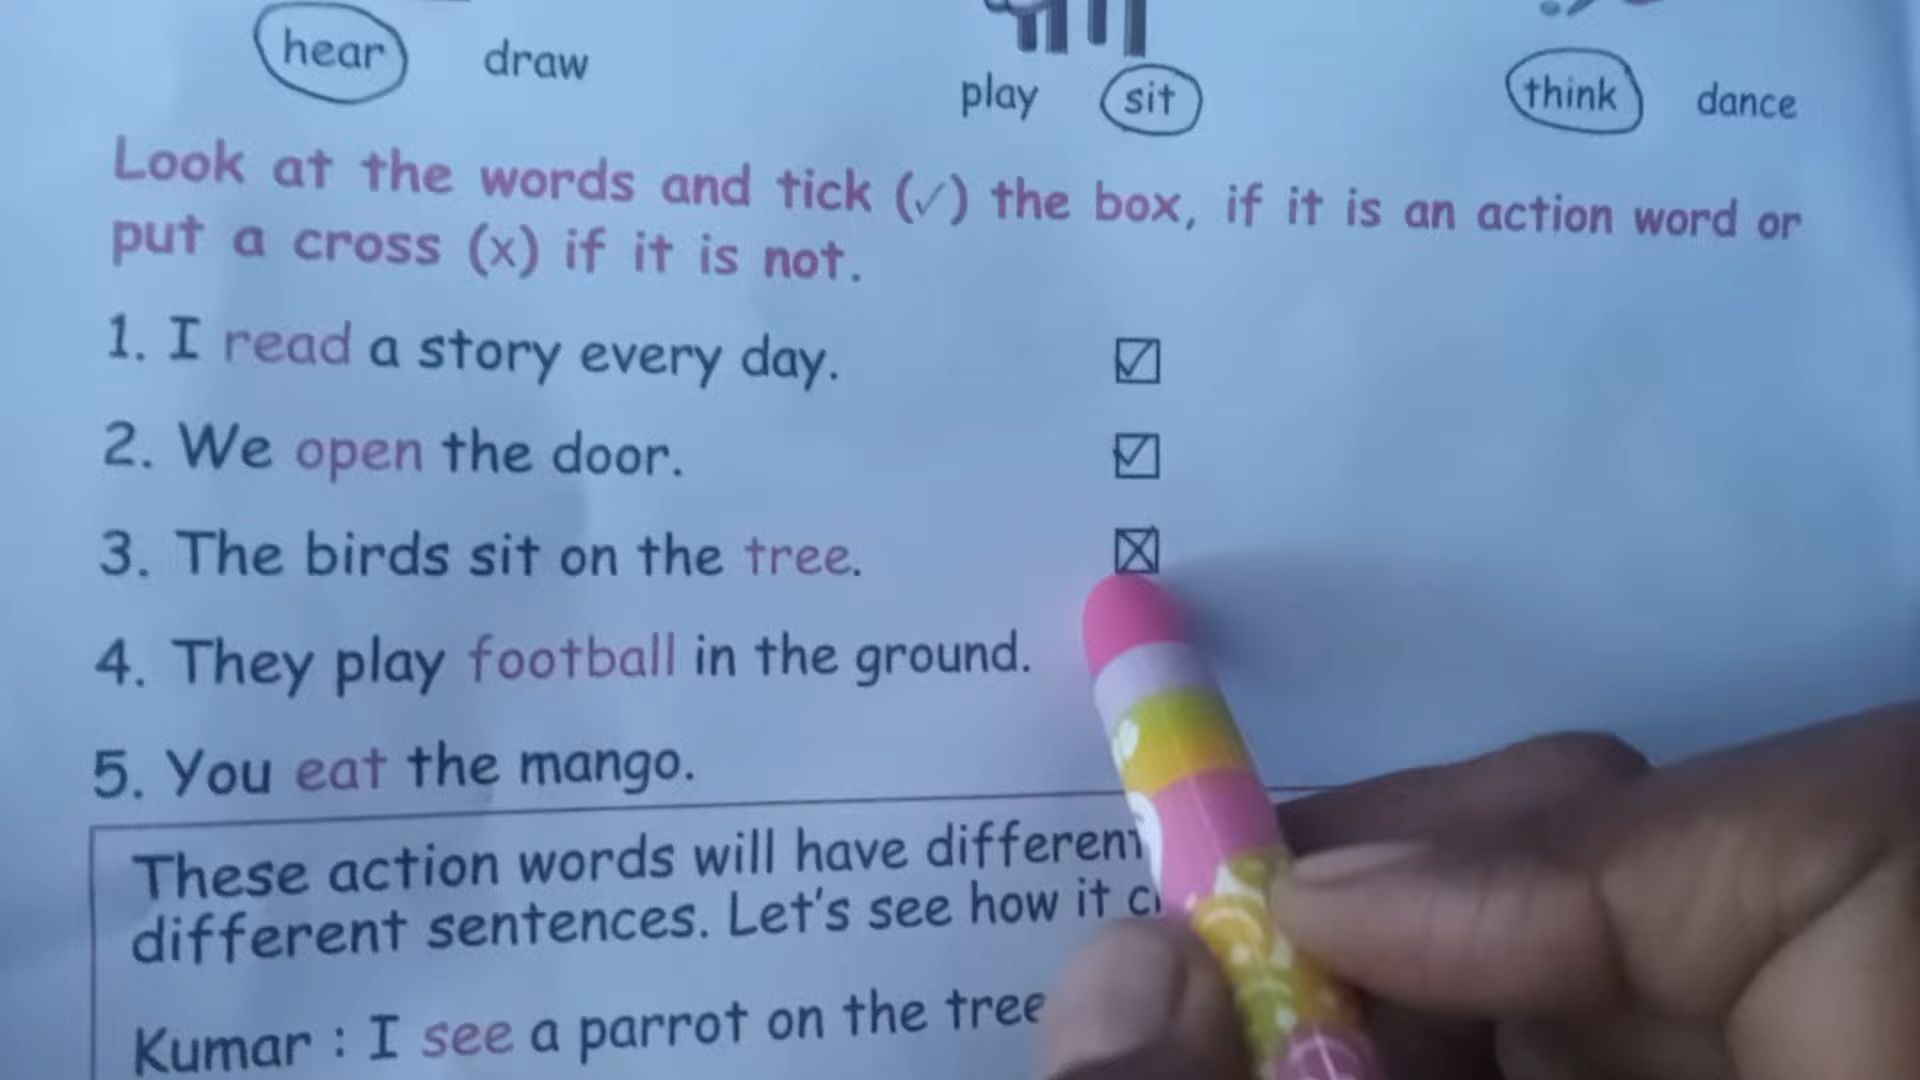 hear draw play sit think dance
Look at the words and tick (✓) the box, if it is an action word or
put a cross (x) if it is not.
1. I read a story every day. ☑
2. We open the door. ☑
3. The birds sit on the tree. ☒
4. They play football in the ground.
5. You eat the mango.
These action words will have different
different sentences. Let's see how it
Kumar : I see a parrot on the tree